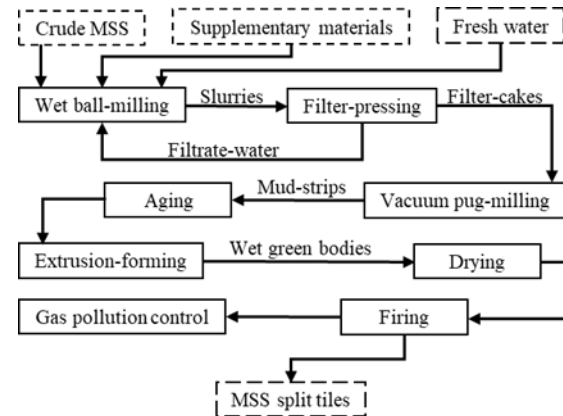 Crude MSS
Supplementary materials
Fresh water
Wet ball-milling
Slurries
Filter-pressing
Filter-cakes
Filtrate-water
Aging
Mud-strips
Vacuum pug-milling
Extrusion-forming
Wet green bodies
Drying
Gas pollution control
Firing
MSS split tiles